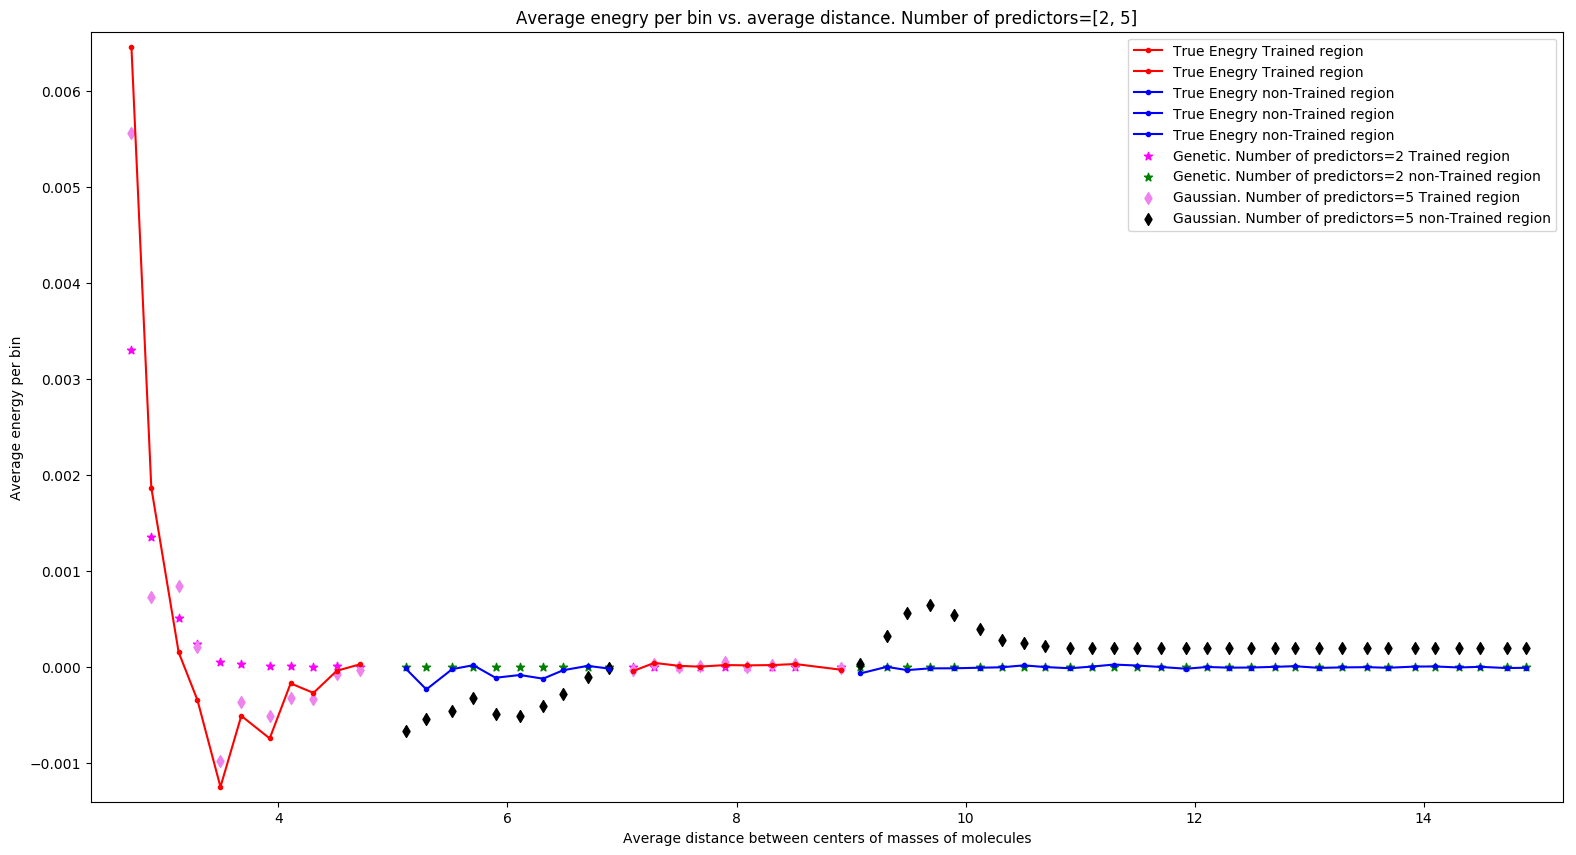 Average enegry per bin vs. average distance. Number of predictors=[2, 5]
True Enegry Trained region
True Enegry Trained region
True Enegry non-Trained region
True Enegry non-Trained region
True Enegry non-Trained region
Genetic. Number of predictors=2 Trained region
Genetic. Number of predictors=2 non-Trained region
Gaussian. Number of predictors=5 Trained region
Gaussian. Number of predictors=5 non-Trained region
Average energy per bin
0.006
0.005
0.004
0.003
0.002
0.001
0.000
−0.001
4 6 8 10 12 14
Average distance between centers of masses of molecules